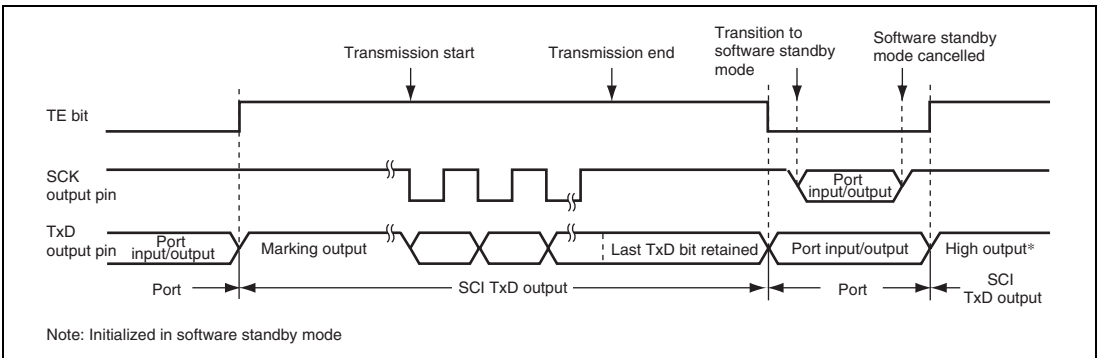 Transmission start
Transmission end
Transition to
software standby
mode
Software standby
mode cancelled
TE bit
SCK
output pin
Port
input/output
TxD
output pin
Port
input/output
Marking output
Last TxD bit retained
Port input/output
High output*
Port
SCI TxD output
Port
SCI
TxD output
Note: Initialized in software standby mode